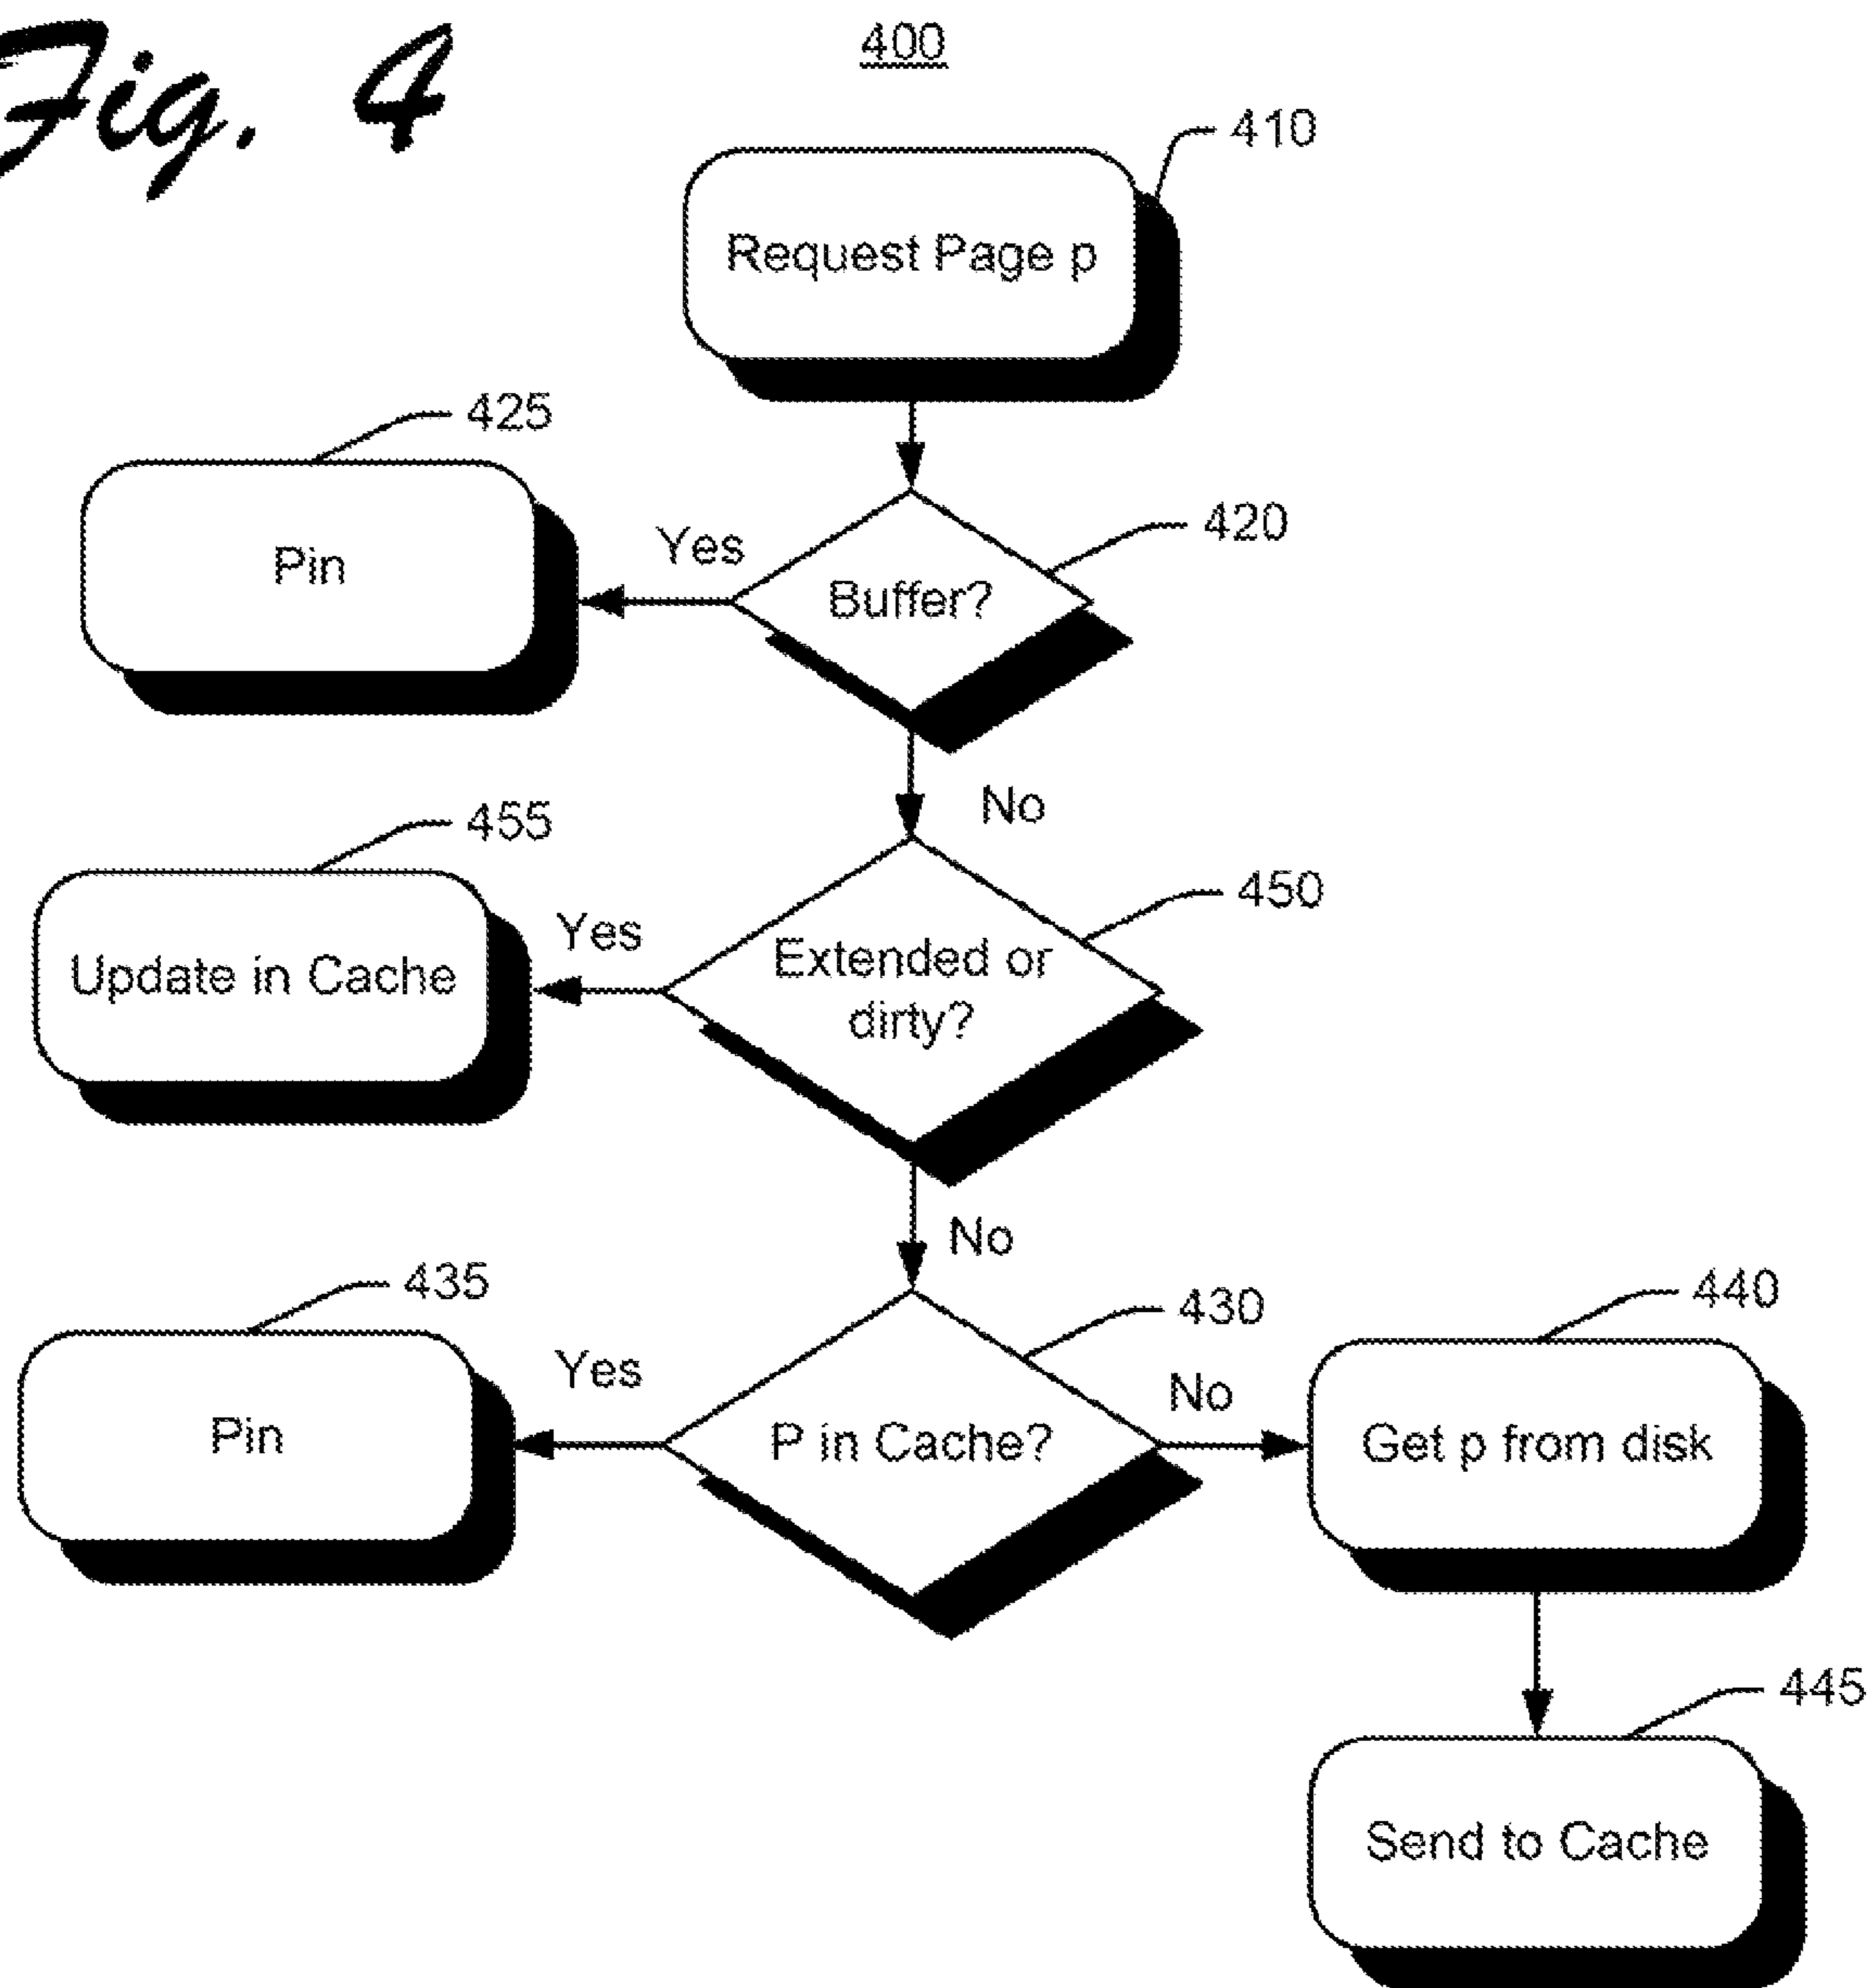 Fig. 4
400
410
Request Page p
425
Pin
Yes
420
Buffer?
No
455
Update in Cache
Yes
450
Extended or
dirty?
No
435
Pin
Yes
430
P in Cache?
No
440
Get p from disk
445
Send to Cache